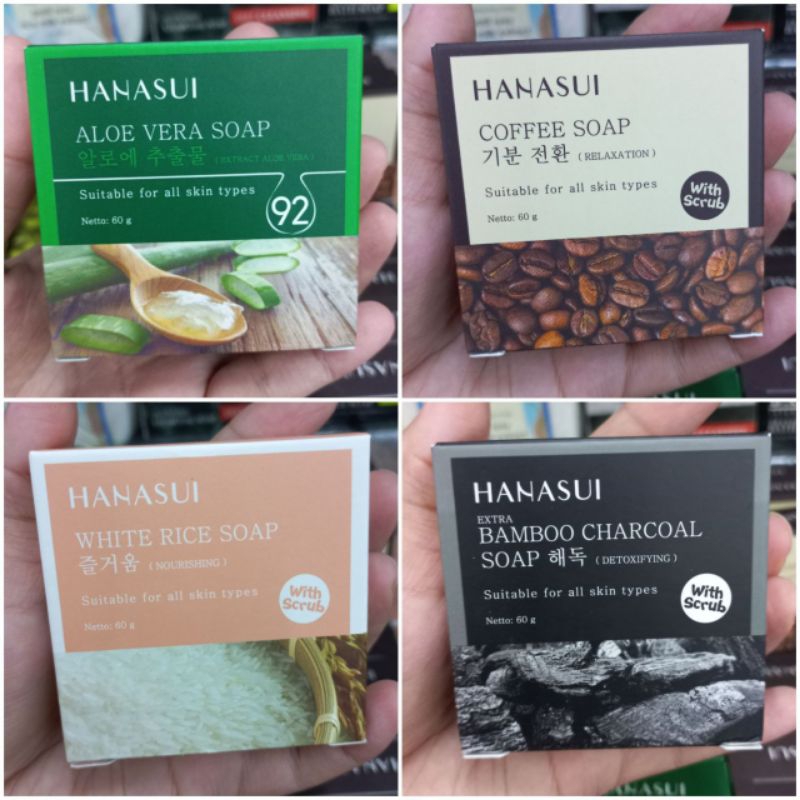 HANASUI
ALOE VERA SOAP
알로에 추출물 ( EXTRACT ALOE VERA )
Suitable for all skin types
92
Netto: 60 g
HANASUI
COFFEE SOAP
기분 전환 ( RELAXATION )
Suitable for all skin types
With
Scrub
Netto: 60 g
HANASUI
WHITE RICE SOAP
즐거움 ( NOURISHING )
Suitable for all skin types
With
Scrub
Netto: 60 g
HANASUI
EXTRA
BAMBOO CHARCOAL
SOAP 해독 ( DETOXIFYING )
Suitable for all skin types
With
Scrub
Netto: 60 g
HANASUI